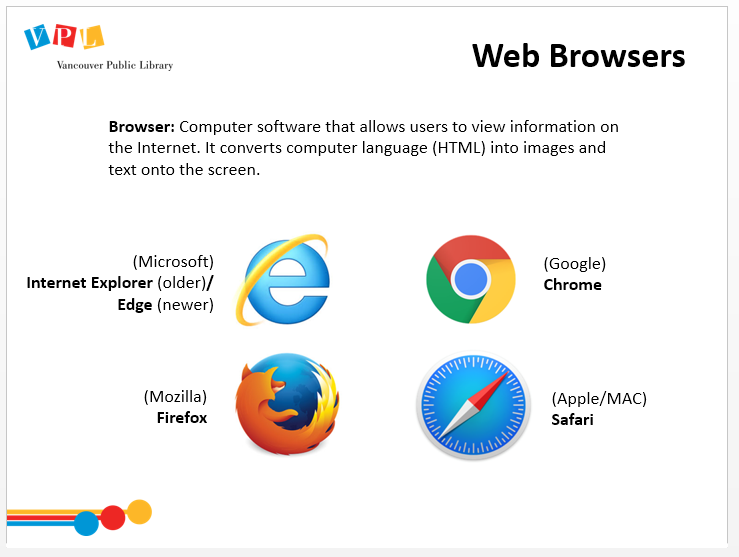 VPL
Vancouver Public Library
Web Browsers
Browser: Computer software that allows users to view information on
the Internet. It converts computer language (HTML) into images and
text onto the screen.
(Microsoft)
Internet Explorer (older)/
Edge (newer)
(Google)
Chrome
(Mozilla)
Firefox
(Apple/MAC)
Safari